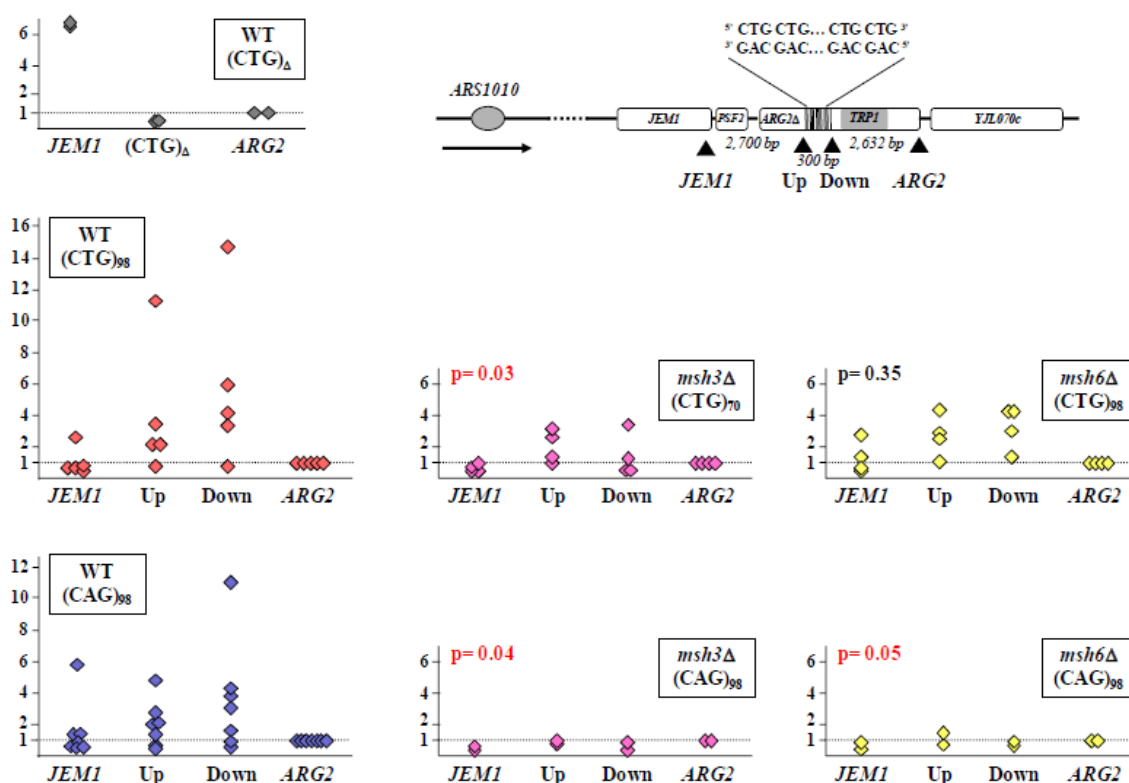 6
4
2
1
WT
(CTG)Δ
JEM1
(CTG)Δ
ARG2
5' CTG CTG... CTG CTG 3'
3' GAC GAC... GAC GAC 5'
ARS1010
JEM1
PSF2
ARG2Δ
TRP1
YJL070c
2,700 bp
300 bp
2,632 bp
JEM1
Up
Down
ARG2
16
14
12
10
8
6
4
2
1
WT
(CTG)98
JEM1
Up
Down
ARG2
6
4
2
1
p= 0.03
msh3Δ
(CTG)70
JEM1
Up
Down
ARG2
6
4
2
1
p= 0.35
msh6Δ
(CTG)98
JEM1
Up
Down
ARG2
12
10
6
4
2
1
WT
(CAG)98
JEM1
Up
Down
ARG2
6
4
2
1
p= 0.04
msh3Δ
(CAG)98
JEM1
Up
Down
ARG2
6
4
2
1
p= 0.05
msh6Δ
(CAG)98
JEM1
Up
Down
ARG2